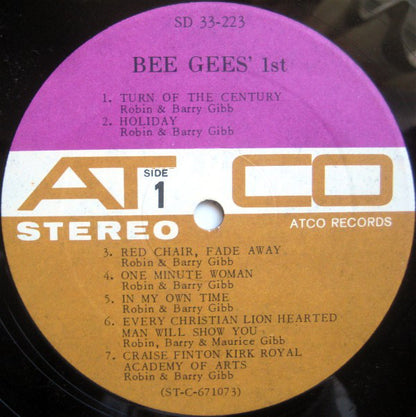 SD 33-223
BEE GEES' 1st
1. TURN OF THE CENTURY
Robin & Barry Gibb
2. HOLIDAY
Robin & Barry Gibb
ATCO
SIDE
1
STEREO
ATCO RECORDS
3. RED CHAIR, FADE AWAY
Robin & Barry Gibb
4. ONE MINUTE WOMAN
Robin & Barry Gibb
5. IN MY OWN TIME
Robin & Barry Gibb
6. EVERY CHRISTIAN LION HEARTED
MAN WILL SHOW YOU
Robin, Barry & Maurice Gibb
7. CRAISE FINTON KIRK ROYAL
ACADEMY OF ARTS
Robin & Barry Gibb
(ST-C-671073)